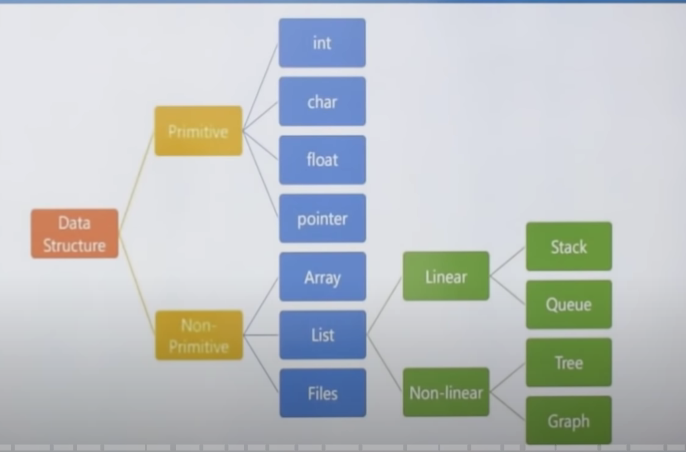 int
char
Primitive
float
pointer
Data
Structure
Array
Linear
Stack
Queue
Non-
Primitive
List
Files
Non-linear
Tree
Graph